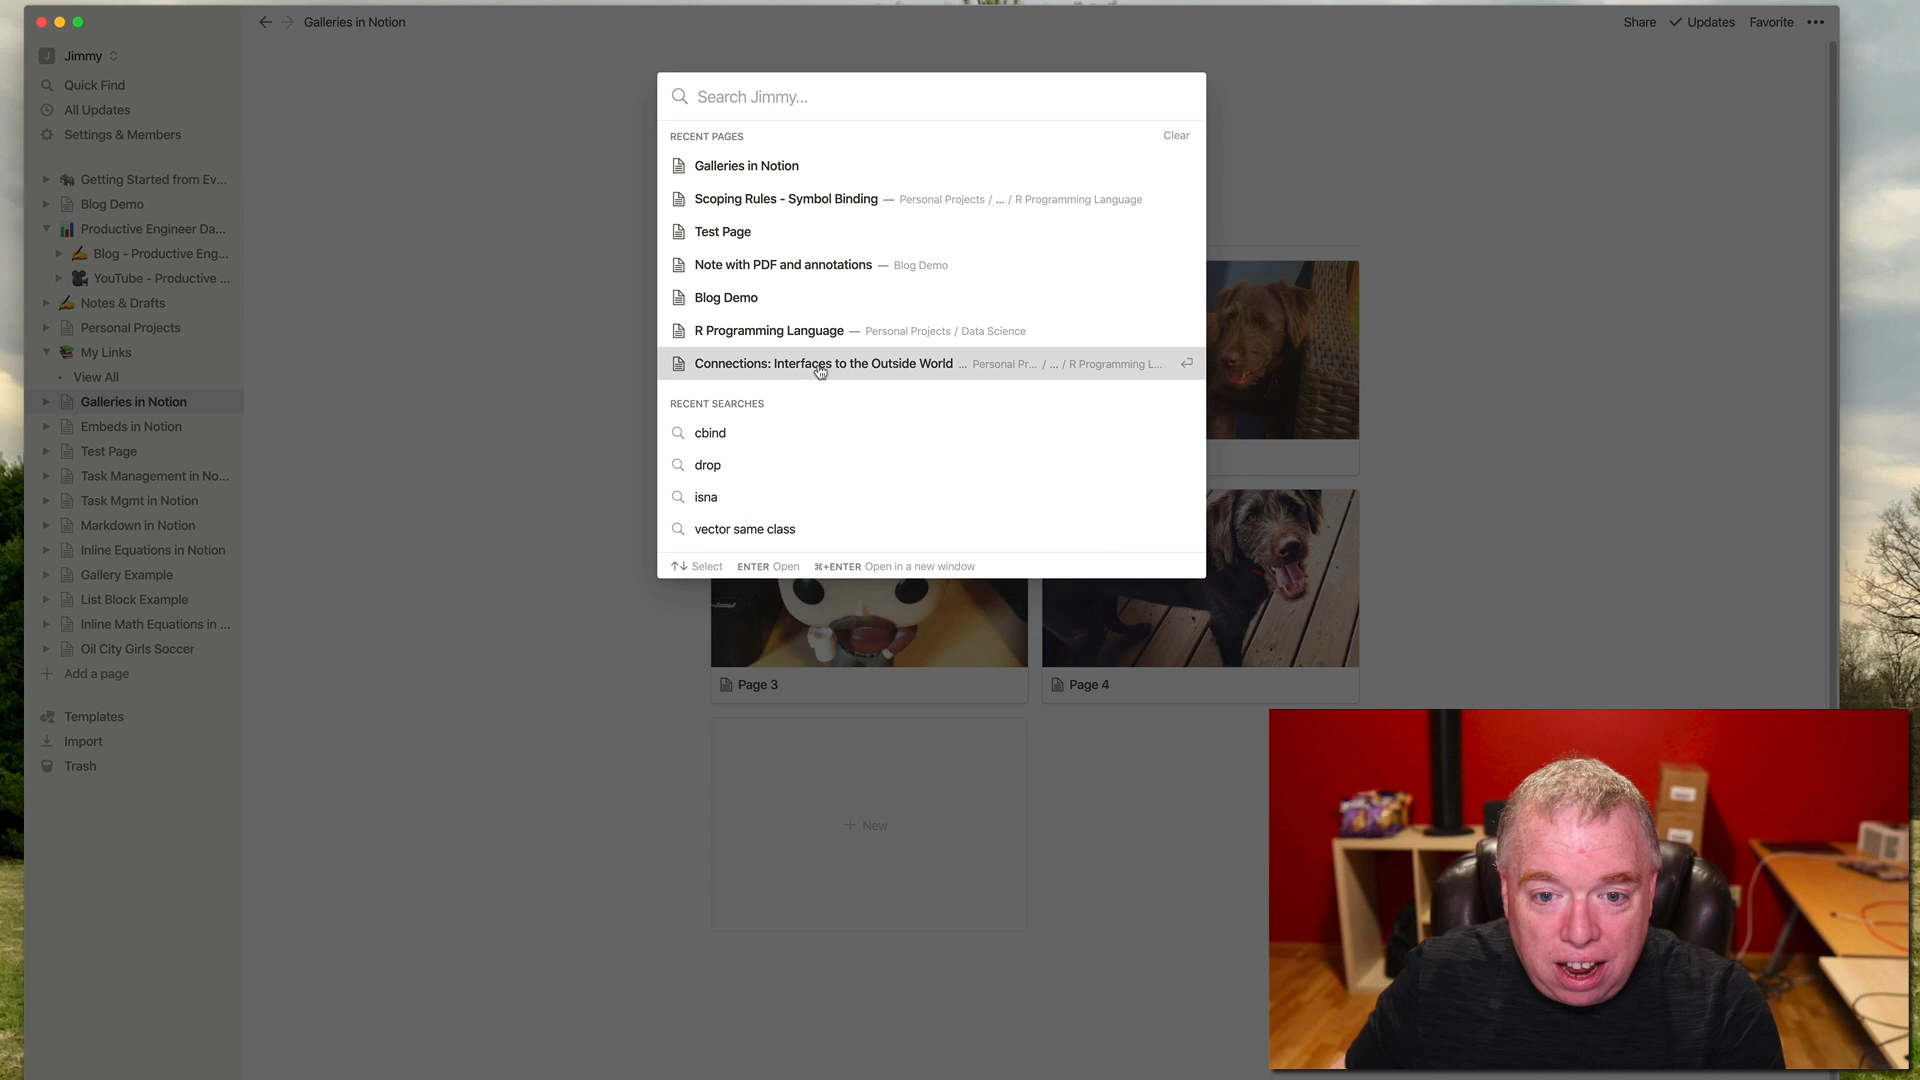 Galleries in Notion
Share ✓ Updates Favorite •••
J Jimmy
Quick Find
All Updates
Settings & Members
Getting Started from Ev...
Blog Demo
Productive Engineer Da...
Blog - Productive Eng...
YouTube - Productive ...
Notes & Drafts
Personal Projects
My Links
View All
Galleries in Notion
Embeds in Notion
Test Page
Task Management in No...
Task Mgmt in Notion
Markdown in Notion
Inline Equations in Notion
Gallery Example
List Block Example
Inline Math Equations in ...
Oil City Girls Soccer
Add a page
Templates
Import
Trash
Search Jimmy...
RECENT PAGES Clear
Galleries in Notion
Scoping Rules - Symbol Binding — Personal Projects / ... / R Programming Language
Test Page
Note with PDF and annotations — Blog Demo
Blog Demo
R Programming Language — Personal Projects / Data Science
Connections: Interfaces to the Outside World ... Personal Pr... / ... / R Programming L...
RECENT SEARCHES
cbind
drop
isna
vector same class
↑↓ Select ENTER Open ⌘+ENTER Open in a new window
Page 3
Page 4
+ New